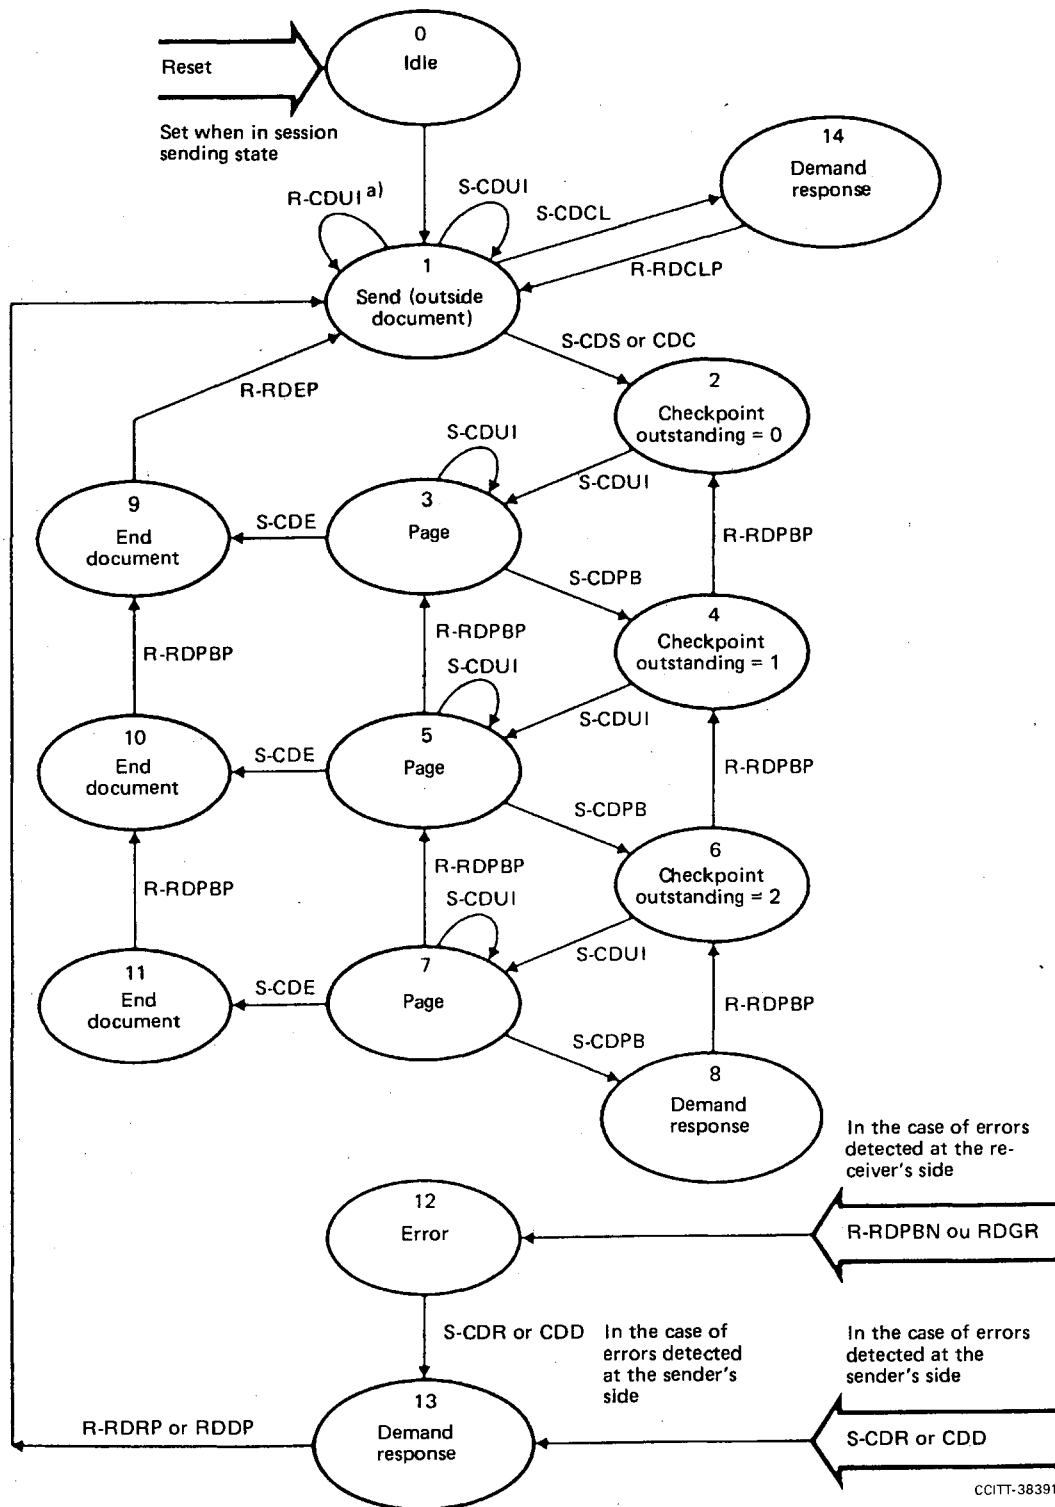 0
Idle
Reset
Set when in session
sending state
14
Demand
response
R-CDUI a)
S-CDUI
S-CDCL
R-RDCLP
1
Send (outside
document)
S-CDS or CDC
R-RDEP
2
Checkpoint
outstanding = 0
S-CDUI
S-CDUI
3
Page
9
End
document
S-CDE
R-RDPBP
S-CDPB
4
Checkpoint
outstanding = 1
R-RDPBP
R-RDPBP
S-CDUI
S-CDUI
5
Page
10
End
document
S-CDE
R-RDPBP
S-CDPB
6
Checkpoint
outstanding = 2
R-RDPBP
R-RDPBP
S-CDUI
S-CDUI
7
Page
11
End
document
S-CDE
R-RDPBP
S-CDPB
8
Demand
response
In the case of errors
detected at the re-
ceiver's side
12
Error
R-RDPBN ou RDGR
S-CDR or CDD
In the case of
errors detected
at the sender's
side
In the case of errors
detected at the
sender's side
13
Demand
response
R-RDRP or RDDP
S-CDR or CDD
CCITT-38391